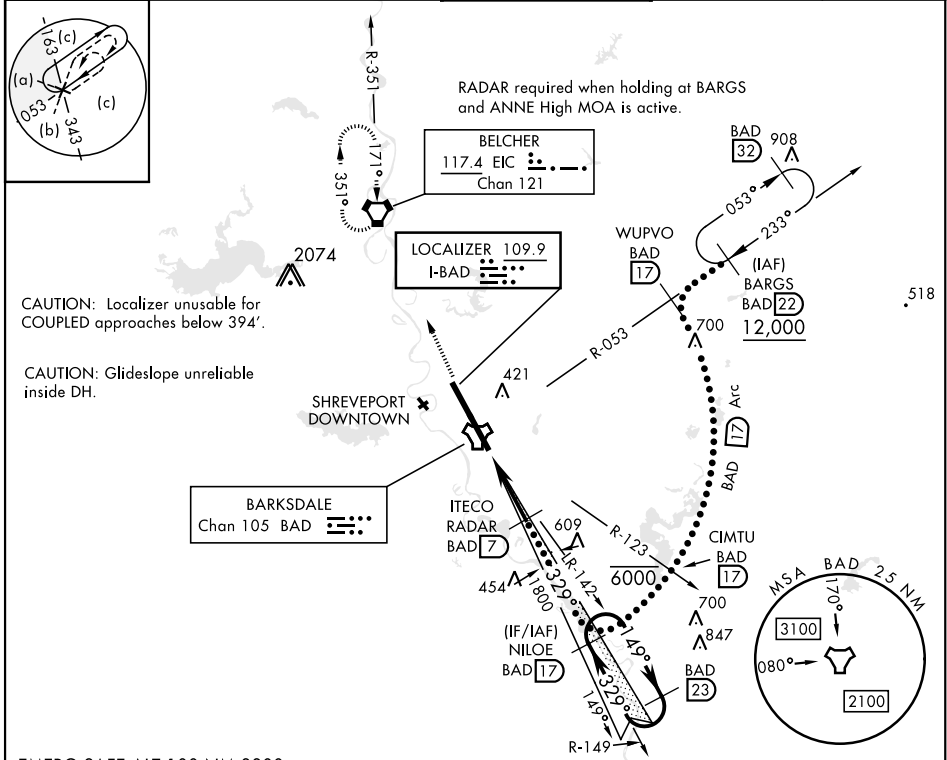 163
(c)
(a)
(c)
053
(b)
343
R-351
351°
171°
RADAR required when holding at BARGS
and ANNE High MOA is active.
BELCHER
117.4 EIC
Chan 121
BAD
32
908
053°
233°
WUPVO
BAD
17
(IAF)
BARGS
BAD 22
12,000
518
2074
LOCALIZER 109.9
I-BAD
CAUTION: Localizer unusable for
COUPLED approaches below 394'.
CAUTION: Glideslope unreliable
inside DH.
R-053
700
421
SHREVEPORT
DOWNTOWN
BAD 17 Arc
BARKSDALE
Chan 105 BAD
ITECO
RADAR
BAD 7
609
R-123
CIMTU
BAD
17
6000
LR-142
454
329°
1800
700
847
(IF/IAF)
NILOE
BAD 17
149°
329°
BAD
23
149°
R-149
MSA BAD 25 NM
170°
3100
080°
2100